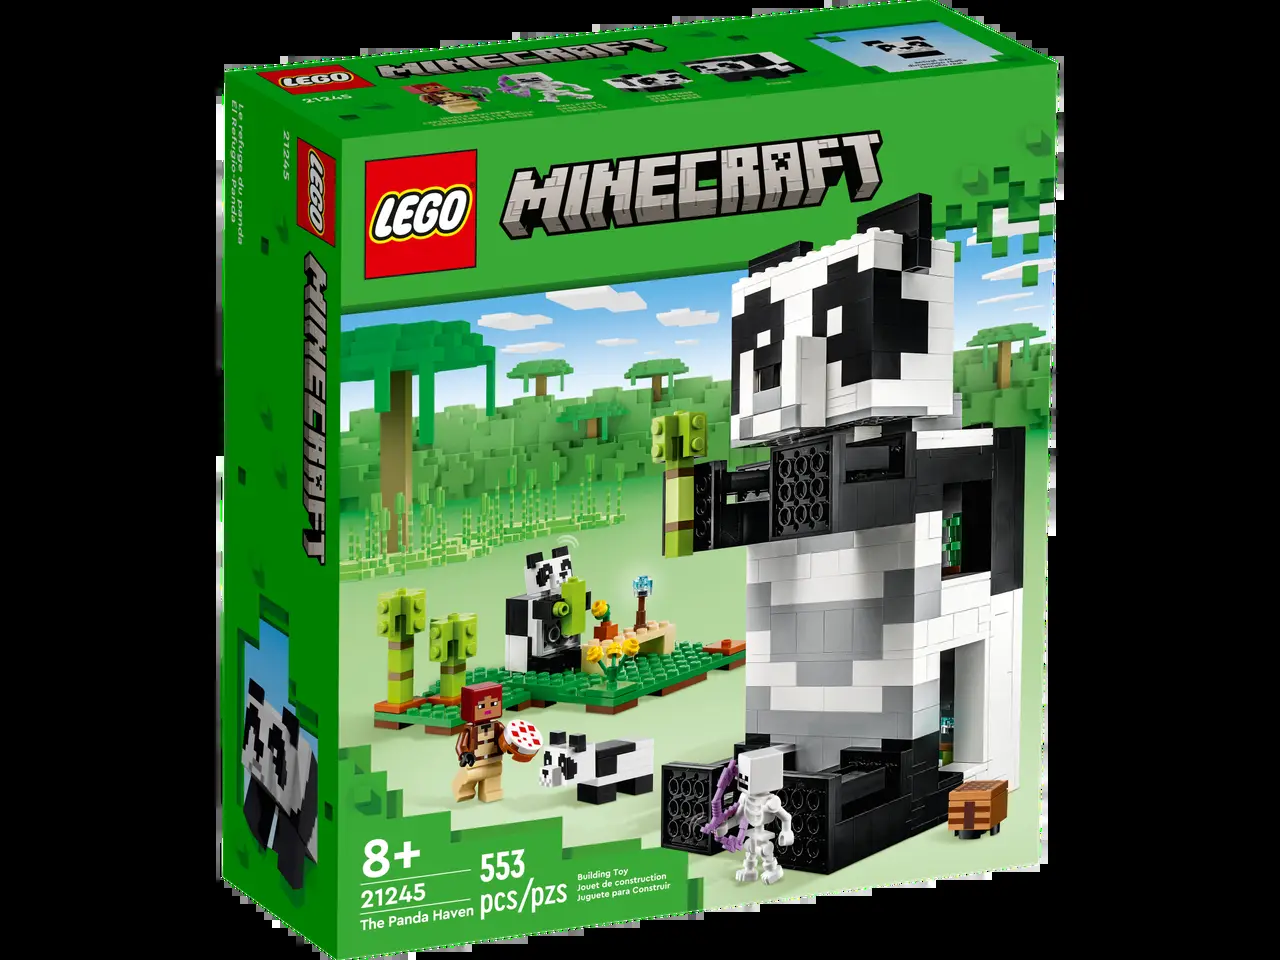 LEGO
21245
MINECRAFT
LEGO
MINECRAFT
21245
LEGO
MINECRAFT
Le refuge du panda
El Refugio-Panda
8+
21245
The Panda Haven
553
pcs/pzs
Building Toy
Jouet de construction
Juguete para Construir